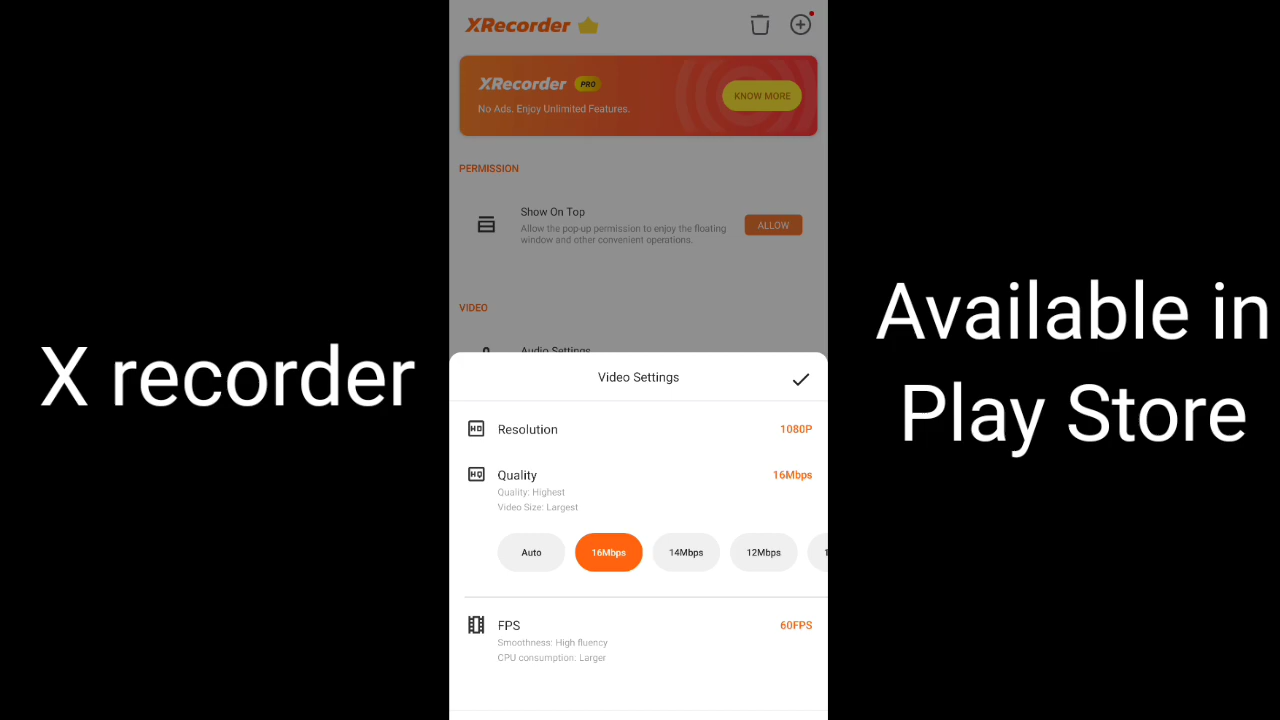 XRecorder
XRecorder PRO
No Ads. Enjoy Unlimited Features.
KNOW MORE
PERMISSION
Show On Top
Allow the pop-up permission to enjoy the floating
window and other convenient operations.
ALLOW
VIDEO
Audio Settings
X recorder
Available in
Play Store
Video Settings
HD
Resolution
1080P
HQ
Quality
16Mbps
Quality: Highest
Video Size: Largest
Auto
16Mbps
14Mbps
12Mbps
FPS
60FPS
Smoothness: High fluency
CPU consumption: Larger